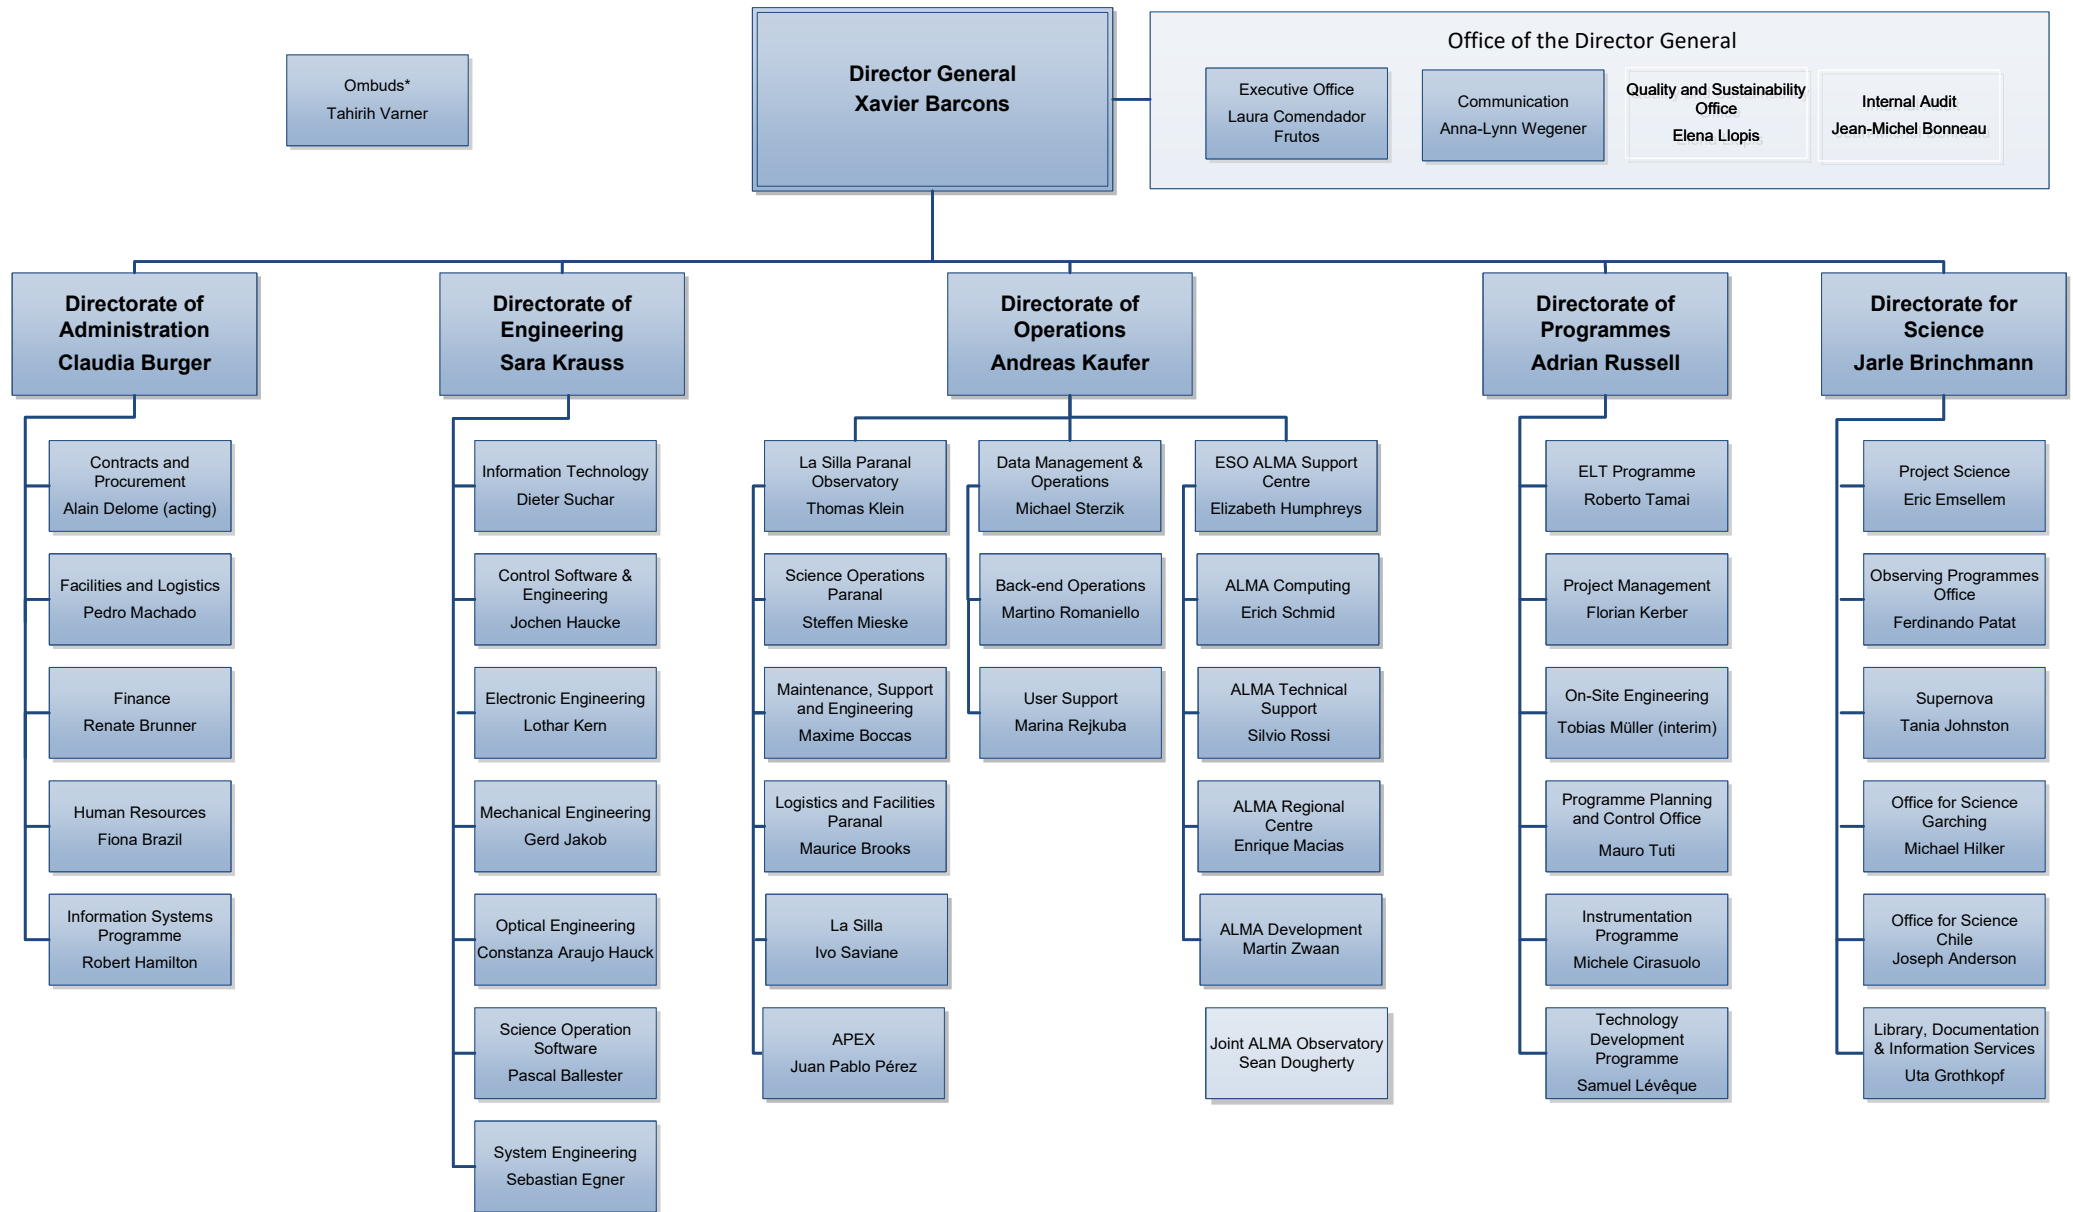 Ombuds*
Tahirih Varner
Director General
Xavier Barcons
Office of the Director General
Executive Office
Laura Comendador
Frutos
Communication
Anna-Lynn Wegener
Quality and Sustainability
Office
Elena Llopis
Internal Audit
Jean-Michel Bonneau
Directorate of
Administration
Claudia Burger
Contracts and
Procurement
Alain Delome (acting)
Facilities and Logistics
Pedro Machado
Finance
Renate Brunner
Human Resources
Fiona Brazil
Information Systems
Programme
Robert Hamilton
Directorate of
Engineering
Sara Krauss
Information Technology
Dieter Suchar
Control Software &
Engineering
Jochen Haucke
Electronic Engineering
Lothar Kern
Mechanical Engineering
Gerd Jakob
Optical Engineering
Constanza Araujo Hauck
Science Operation
Software
Pascal Ballester
System Engineering
Sebastian Egner
Directorate of
Operations
Andreas Kaufer
La Silla Paranal
Observatory
Thomas Klein
Science Operations
Paranal
Steffen Mieske
Maintenance, Support
and Engineering
Maxime Boccas
Logistics and Facilities
Paranal
Maurice Brooks
La Silla
Ivo Saviane
APEX
Juan Pablo Pérez
Data Management &
Operations
Michael Sterzik
Back-end Operations
Martino Romaniello
User Support
Marina Rejkuba
ESO ALMA Support
Centre
Elizabeth Humphreys
ALMA Computing
Erich Schmid
ALMA Technical
Support
Silvio Rossi
ALMA Regional
Centre
Enrique Macias
ALMA Development
Martin Zwaan
Joint ALMA Observatory
Sean Dougherty
Directorate of
Programmes
Adrian Russell
ELT Programme
Roberto Tamai
Project Management
Florian Kerber
On-Site Engineering
Tobias Müller (interim)
Programme Planning
and Control Office
Mauro Tuti
Instrumentation
Programme
Michele Cirasuolo
Technology
Development
Programme
Samuel Lévêque
Directorate for
Science
Jarle Brinchmann
Project Science
Eric Emsellem
Observing Programmes
Office
Ferdinando Patat
Supernova
Tania Johnston
Office for Science
Garching
Michael Hilker
Office for Science
Chile
Joseph Anderson
Library, Documentation
& Information Services
Uta Grothkopf